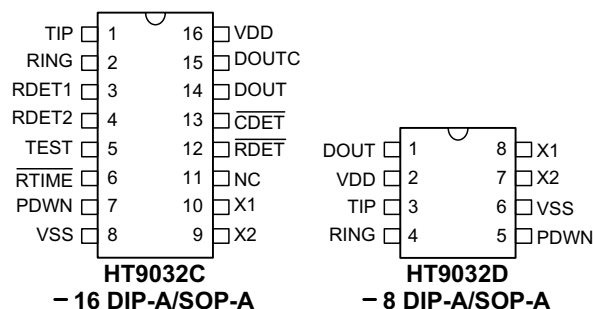 TIP 1 16 VDD
RING 2 15 DOUTC
RDET1 3 14 DOUT
RDET2 4 13 CDET
TEST 5 12 RDET
RTIME 6 11 NC
PDWN 7 10 X1
VSS 8 9 X2
HT9032C
– 16 DIP-A/SOP-A
DOUT 1 8 X1
VDD 2 7 X2
TIP 3 6 VSS
RING 4 5 PDWN
HT9032D
– 8 DIP-A/SOP-A